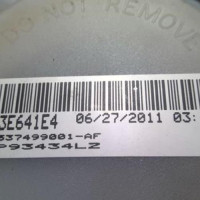 DO NOT REMOVE
3E641E4 06/27/2011 03:
537499001-AF
P93434LZ